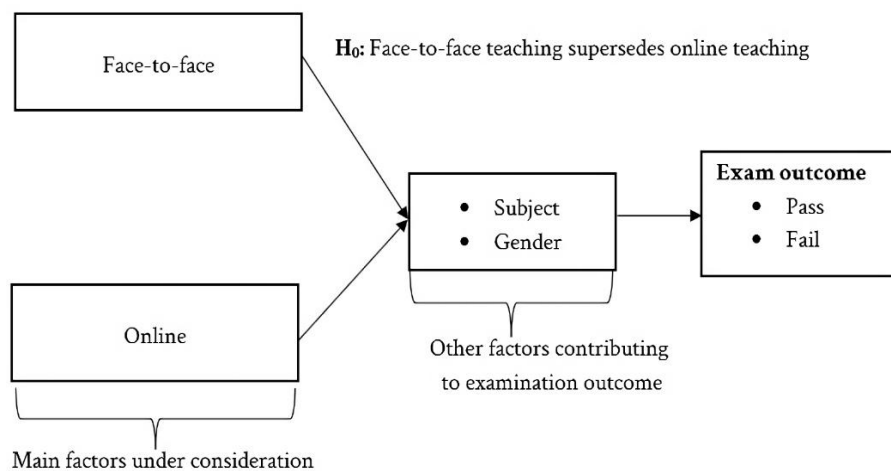 Face-to-face
H₀: Face-to-face teaching supersedes online teaching
• Subject
• Gender
Exam outcome
• Pass
• Fail
Online
Other factors contributing
to examination outcome
Main factors under consideration